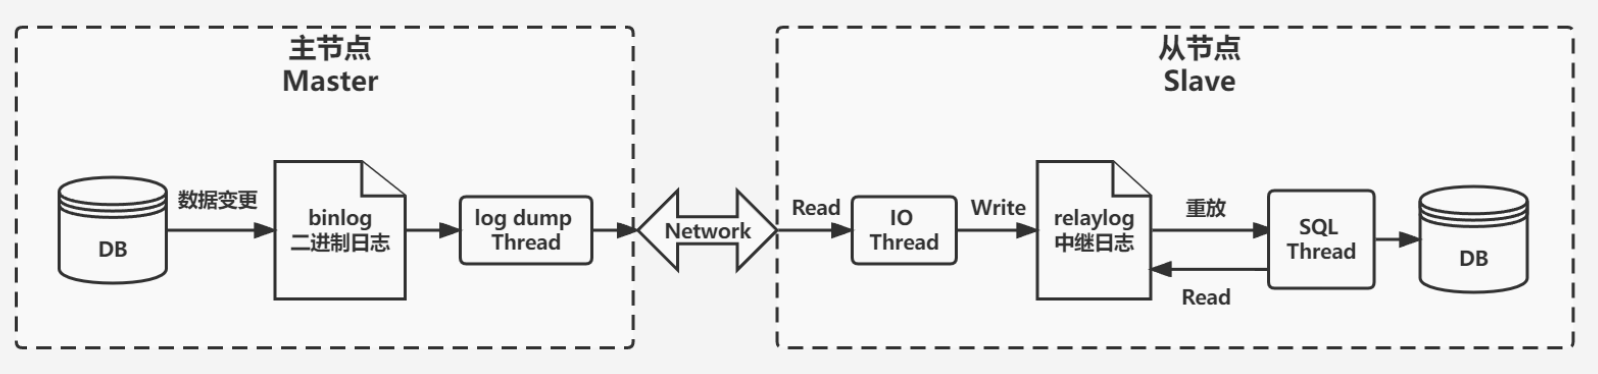 主节点
Master
DB
数据变更
binlog
二进制日志
log dump
Thread
Network
从节点
Slave
Read
IO
Thread
Write
relaylog
中继日志
重放
Read
SQL
Thread
DB